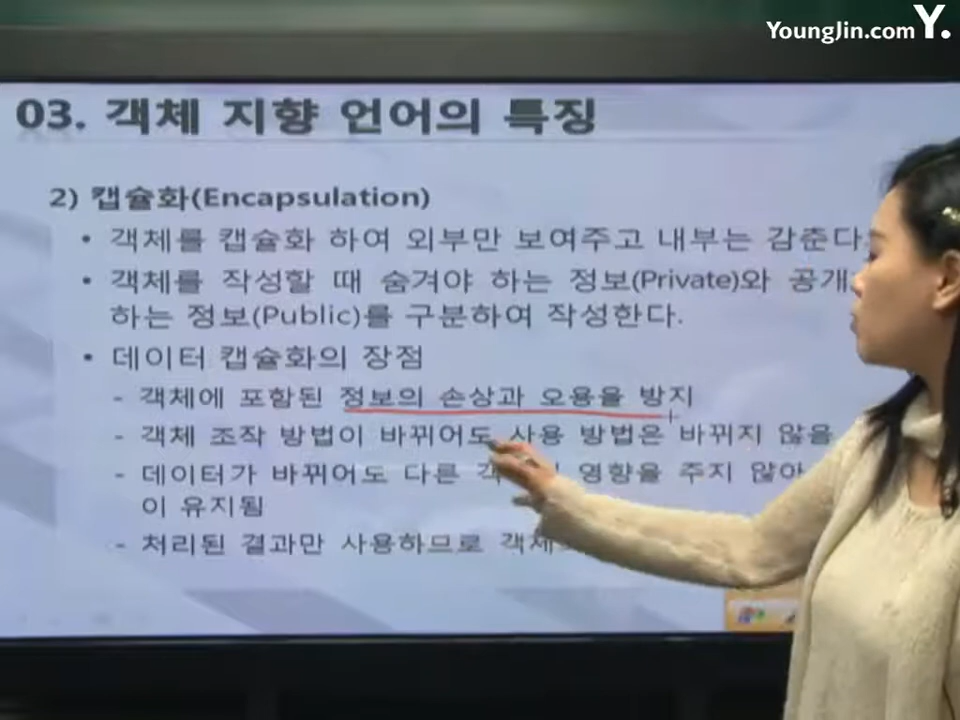 YoungJin.com Y.
03. 객체 지향 언어의 특징
2) 캡슐화(Encapsulation)
• 객체를 캡슐화 하여 외부만 보여주고 내부는 감춘다.
• 객체를 작성할 때 숨겨야 하는 정보(Private)와 공개
하는 정보(Public)를 구분하여 작성한다.
• 데이터 캡슐화의 장점
- 객체에 포함된 정보의 손상과 오용을 방지
- 객체 조작 방법이 바뀌어도 사용 방법은 바뀌지 않음
- 데이터가 바뀌어도 다른 영향을 주지 않아
이 유지됨
- 처리된 결과만 사용하므로 객체